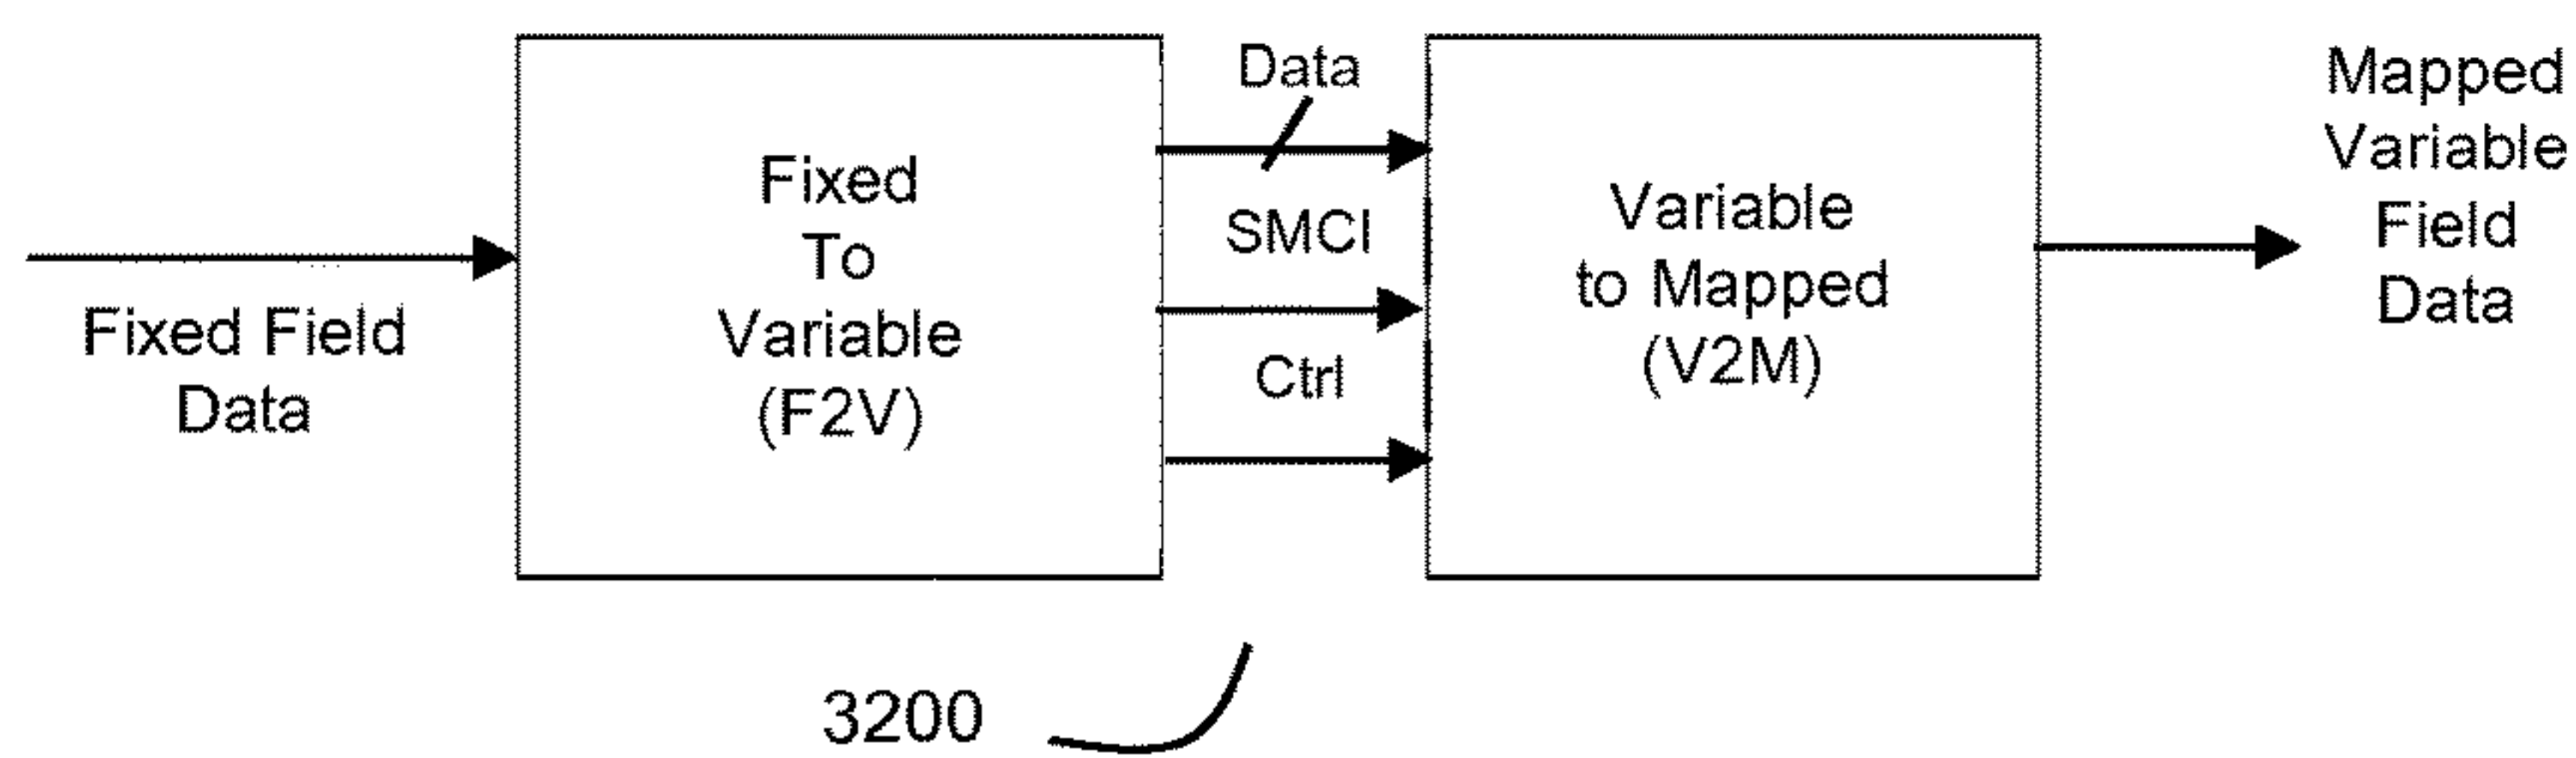 Fixed Field
Data
Fixed
To
Variable
(F2V)
Data
SMCI
Ctrl
Variable
to Mapped
(V2M)
Mapped
Variable
Field
Data
3200